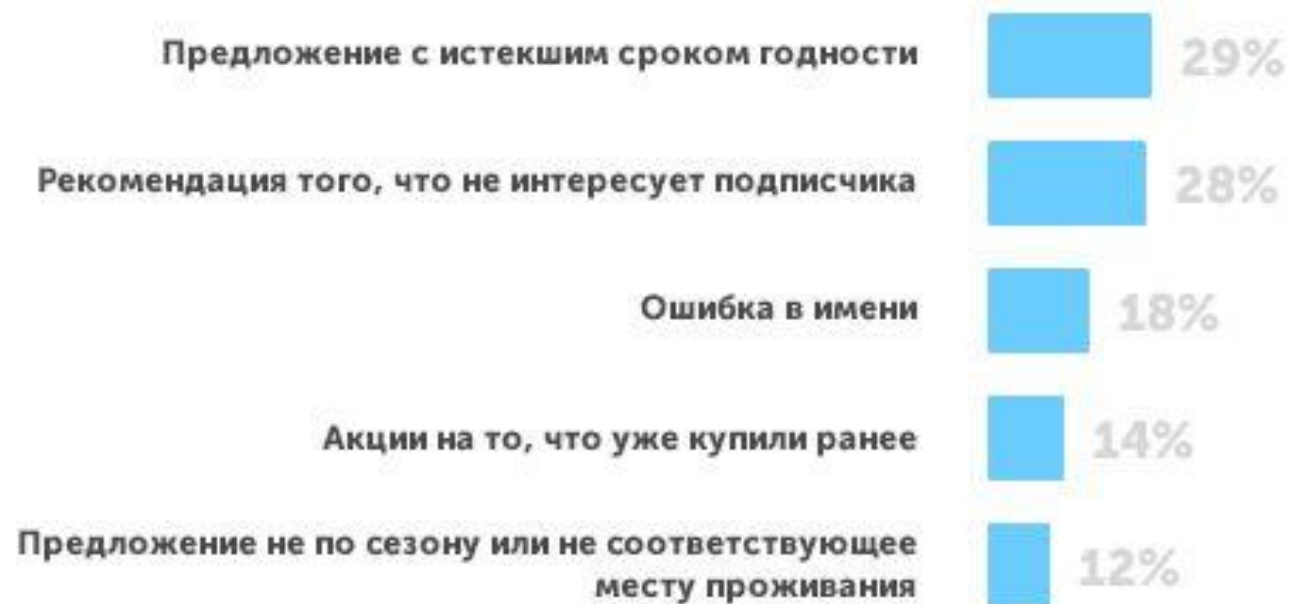 Предложение с истекшим сроком годности 29%
Рекомендация того, что не интересует подписчика 28%
Ошибка в имени 18%
Акции на то, что уже купили ранее 14%
Предложение не по сезону или не соответствующее
месту проживания 12%